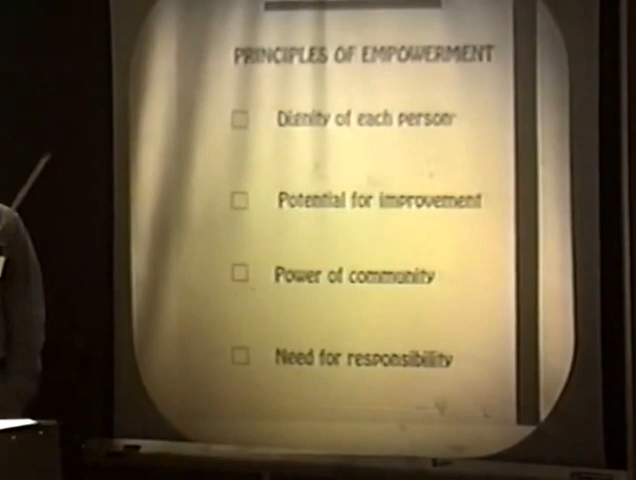 PRINCIPLES OF EMPOWERMENT
Dignity of each person
Potential for improvement
Power of community
Need for responsibility